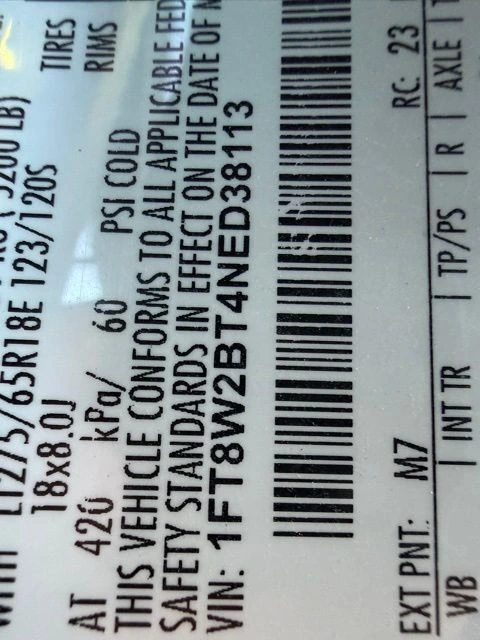 5200 LB) TIRES
LT275/65R18E 123/120S RIMS
18x8.0J
AT 420 kPa/ 60 PSI COLD
THIS VEHICLE CONFORMS TO ALL APPLICABLE FED
SAFETY STANDARDS IN EFFECT ON THE DATE OF M
VIN: 1FT8W2BT4NED38113
EXT PNT: M7 RC: 23
WB | INT TR | TP/PS | R | AXLE | T